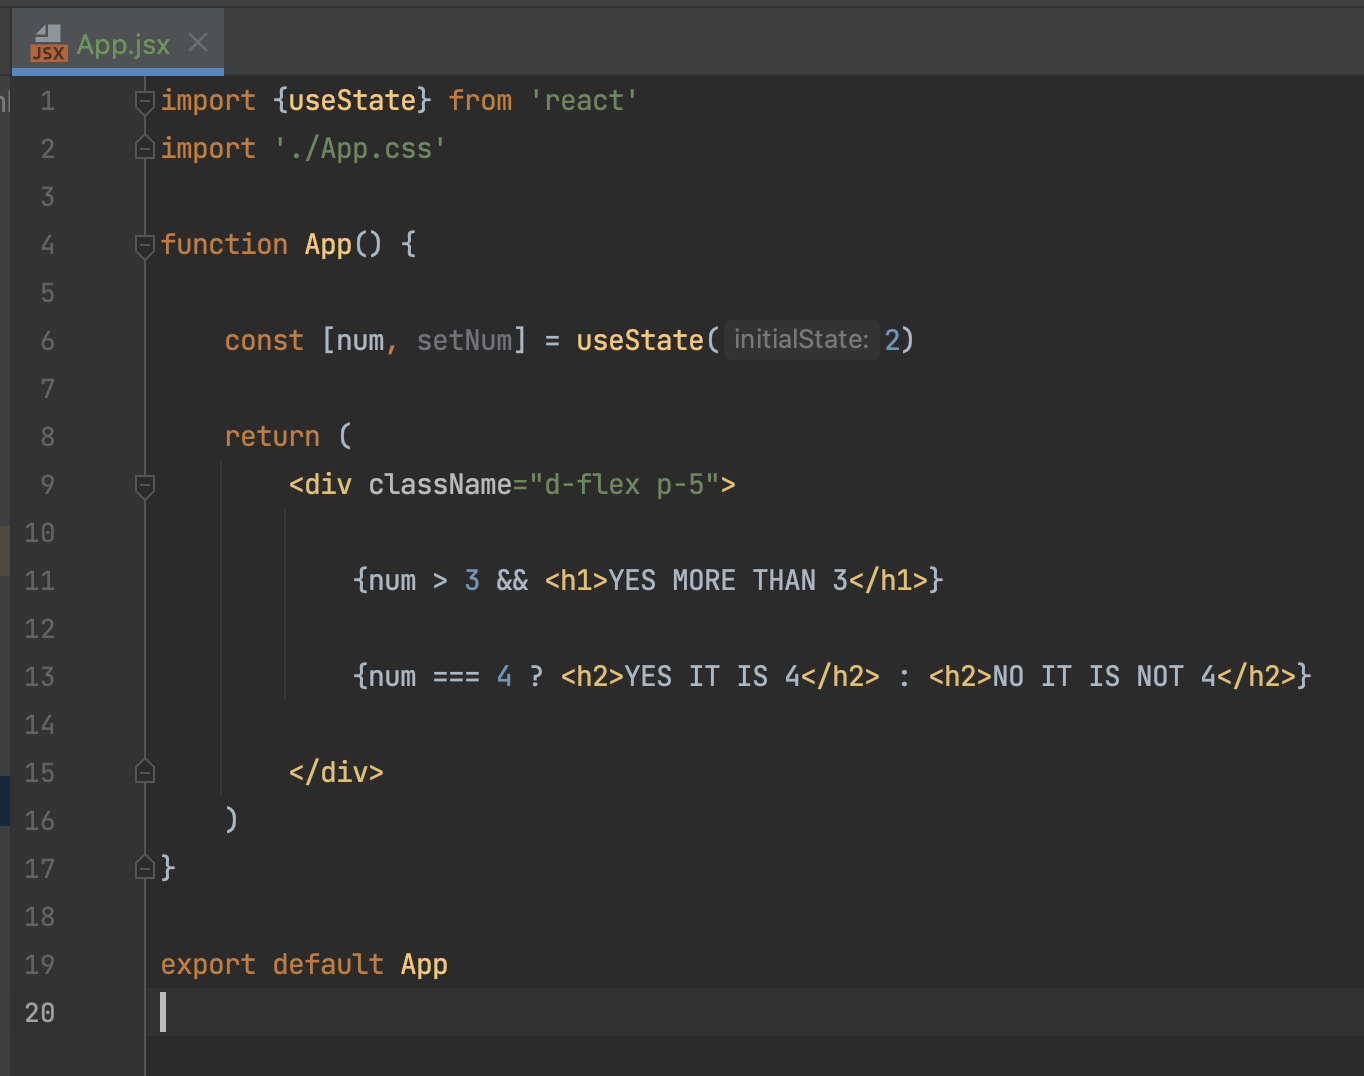 JSX App.jsx
1 import {useState} from 'react'
2 import './App.css'
3
4 function App() {
5
6 const [num, setNum] = useState( initialState: 2)
7
8 return (
9 <div className="d-flex p-5">
10
11 {num > 3 && <h1>YES MORE THAN 3</h1>}
12
13 {num === 4 ? <h2>YES IT IS 4</h2> : <h2>NO IT IS NOT 4</h2>}
14
15 </div>
16 )
17 }
18
19 export default App
20